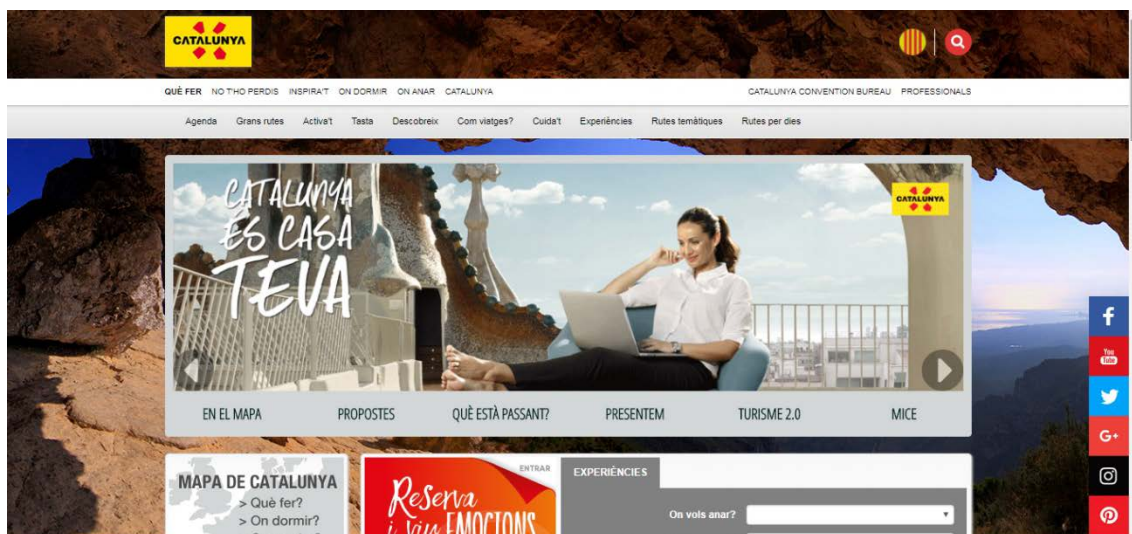 CATALUNYA
QUÈ FER NO T'HO PERDIS INSPIRA'T ON DORMIR ON ANAR CATALUNYA CATALUNYA CONVENTION BUREAU PROFESSIONALS
Agenda Grans rutes Activa't Tasta Descobreix Com viatges? Cuida't Experiències Rutes temàtiques Rutes per dies
CATALUNYA
ÉS CASA
TEVA
CATALUNYA
EN EL MAPA PROPOSTES QUÈ ESTÀ PASSANT? PRESENTEM TURISME 2.0 MICE
MAPA DE CATALUNYA
> Què fer?
> On dormir?
ENTRAR
Reserva
i viu EMOCIONS
EXPERIÈNCIES
On vols anar?
You
Tube
G+